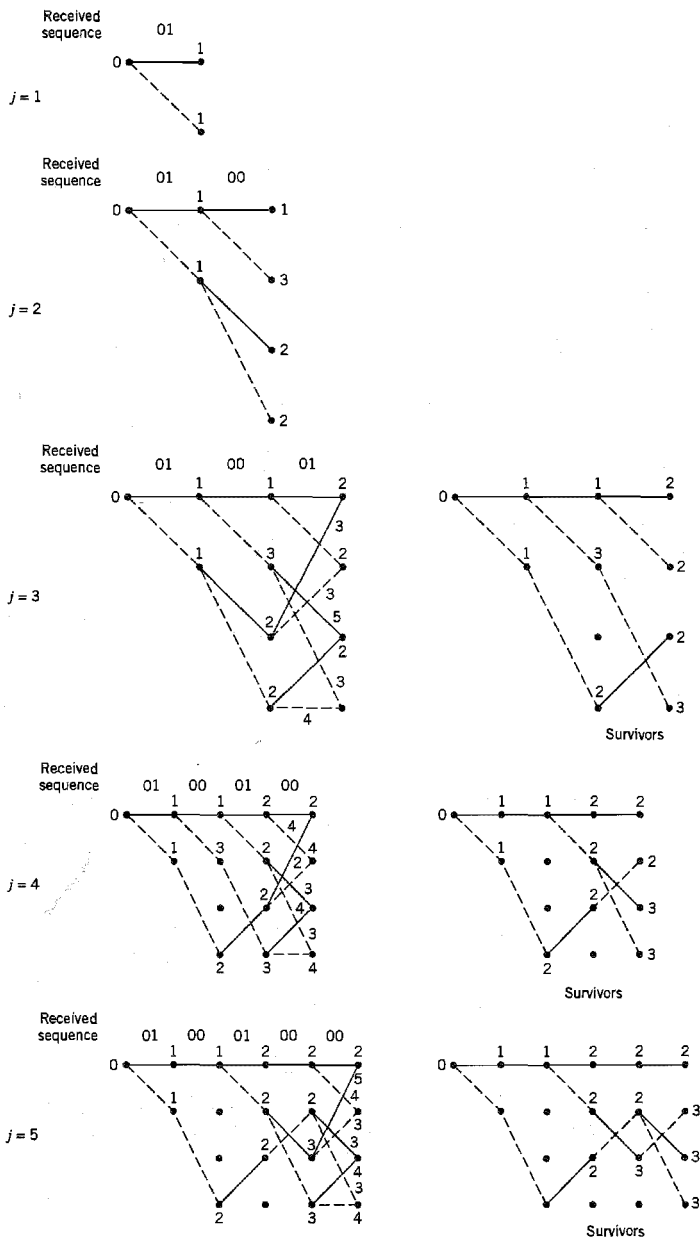 Received
sequence 01
0 1
j = 1
1
Received
sequence 01 00
0 1 1
1 3
j = 2
2
2
Received
sequence 01 00 01
0 1 1 2
3
1 3 2
3
j = 3
5
2 2
3
2
4
0 1 1 2
1 3 2
2
2 3
Survivors
Received
sequence 01 00 01 00
0 1 1 2 2
4
1 3 2 4
2
3
j = 4
2 4
3
2 3 4
0 1 1 2 2
2 2
2 3
2 3
Survivors
Received
sequence 01 00 01 00 00
0 1 1 2 2 2
5
4
1 2 2 3
3
j = 5
2 3 4
3
2 3 4
0 1 1 2 2 2
2 2 3
2 3 3
3
Survivors